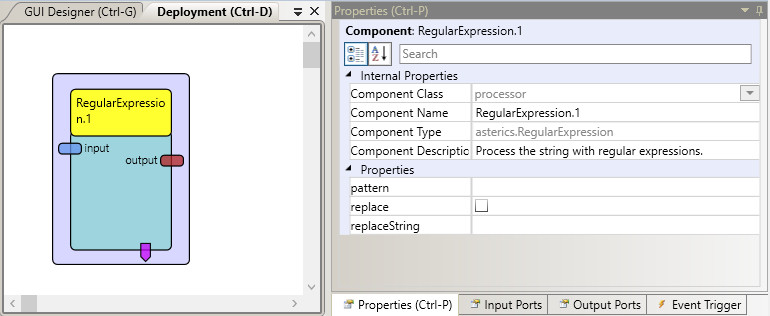 GUI Designer (Ctrl-G)
Deployment (Ctrl-D)
RegularExpressio
n.1
input
output
Properties (Ctrl-P)
Component: RegularExpression.1
A
Z
Search
Internal Properties
Component Class processor
Component Name RegularExpression.1
Component Type asterics.RegularExpression
Component Descriptio Process the string with regular expressions.
Properties
pattern
replace
replaceString
Properties (Ctrl-P)
Input Ports
Output Ports
Event Trigger